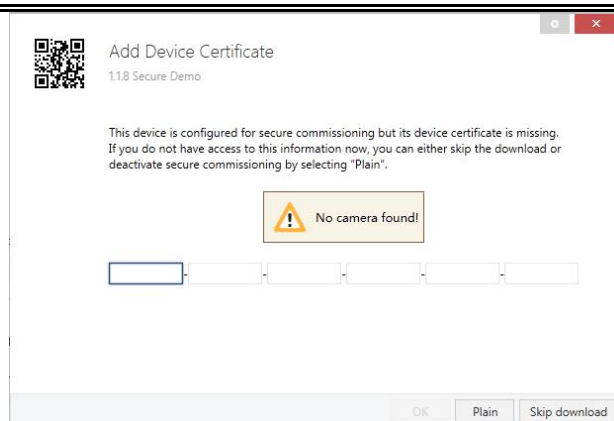 Add Device Certificate
1.1.8 Secure Demo
This device is configured for secure commissioning but its device certificate is missing.
If you do not have access to this information now, you can either skip the download or
deactivate secure commissioning by selecting "Plain".
No camera found!
- - - - -
OK Plain Skip download